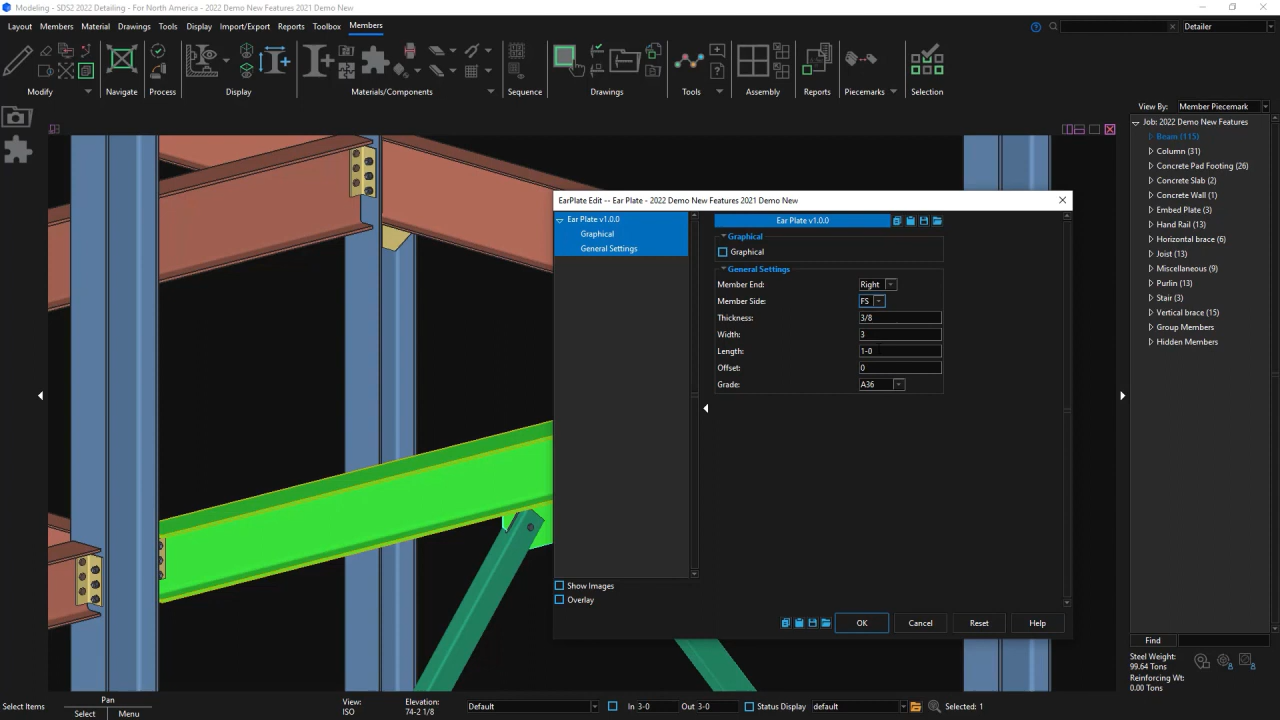 Modeling - SDS2 2022 Detailing - For North America - 2022 Demo New Features 2021 Demo New
Layout Members Material Drawings Tools Display Import/Export Reports Toolbox Members
Detailer
Modify Navigate Process Display Materials/Components Sequence Drawings Tools Assembly Reports Piecemarks Selection
View By: Member Piecemark
Job: 2022 Demo New Features
Beam (115)
Column (31)
Concrete Pad Footing (26)
Concrete Slab (2)
Concrete Wall (1)
Embed Plate (3)
Hand Rail (13)
Horizontal brace (6)
Joist (13)
Miscellaneous (9)
Purlin (13)
Stair (3)
Vertical brace (15)
Group Members
Hidden Members
EarPlate Edit -- Ear Plate - 2022 Demo New Features 2021 Demo New
Ear Plate v1.0.0
Graphical
General Settings
Ear Plate v1.0.0
Graphical
Graphical
General Settings
Member End: Right
Member Side: FS
Thickness: 3/8
Width: 3
Length: 1-0
Offset: 0
Grade: A36
Show Images
Overlay
OK Cancel Reset Help
Find
Steel Weight:
99.64 Tons
Reinforcing Wt:
0.00 Tons
Select Items
Pan
Select Menu
View:
ISO
Elevation:
74-2 1/8
Default
In 3-0 Out 3-0
Status Display default
Selected: 1